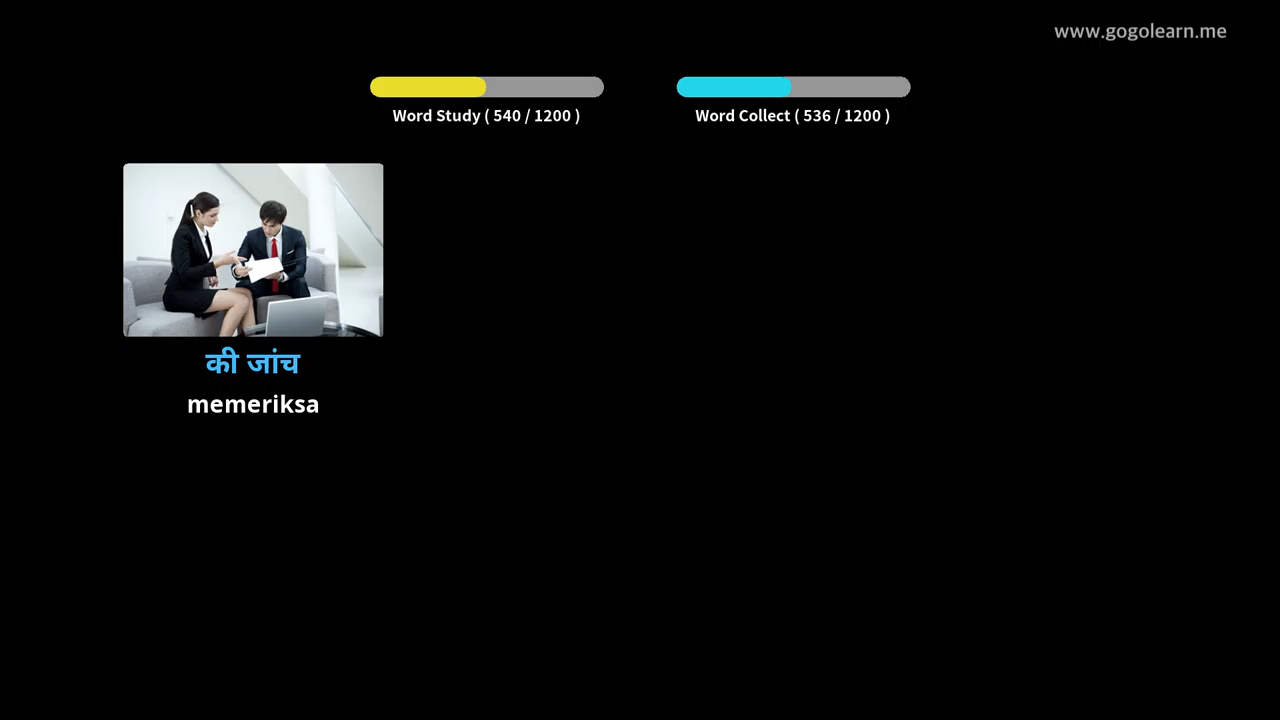 www.gogolearn.me
Word Study ( 540 / 1200 )
Word Collect ( 536 / 1200 )
की जांच
memeriksa